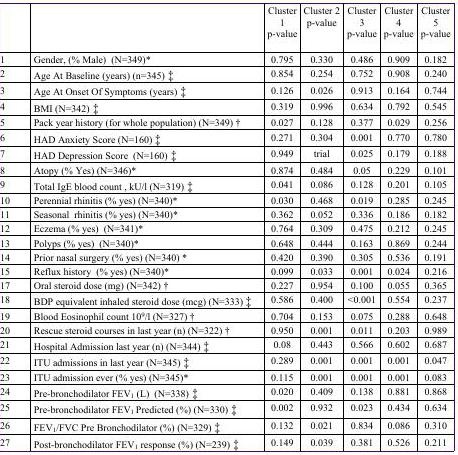 Cluster 1 p-value Cluster 2 p-value Cluster 3 p-value Cluster 4 p-value Cluster 5 p-value
1 Gender, (% Male) (N=349)* 0.795 0.330 0.486 0.909 0.182
2 Age At Baseline (years) (n=345) ‡ 0.854 0.254 0.752 0.908 0.240
3 Age At Onset Of Symptoms (years) ‡ 0.126 0.026 0.913 0.164 0.744
4 BMI (N=342) ‡ 0.319 0.996 0.634 0.792 0.545
5 Pack year history (for whole population) (N=349) † 0.027 0.128 0.377 0.029 0.256
6 HAD Anxiety Score (N=160) ‡ 0.271 0.304 0.001 0.770 0.780
7 HAD Depression Score (N=160) ‡ 0.949 trial 0.025 0.179 0.188
8 Atopy (% Yes) (N=346)* 0.874 0.484 0.05 0.229 0.101
9 Total IgE blood count , kU/l (N=319) ‡ 0.041 0.086 0.128 0.201 0.105
10 Perennial rhinitis (% yes) (N=340)* 0.030 0.468 0.019 0.285 0.245
11 Seasonal rhinitis (% yes) (N=340)* 0.362 0.052 0.336 0.186 0.182
12 Eczema (% yes) (N=341)* 0.764 0.309 0.475 0.212 0.245
13 Polyps (% yes) (N=340)* 0.648 0.444 0.163 0.869 0.244
14 Prior nasal surgery (% yes) (N=340) * 0.420 0.390 0.305 0.536 0.191
15 Reflux history (% yes) (N=340)* 0.099 0.033 0.001 0.024 0.216
17 Oral steroid dose (mg) (N=342) † 0.227 0.954 0.100 0.055 0.365
18 BDP equivalent inhaled steroid dose (mcg) (N=333) ‡ 0.586 0.400 <0.001 0.554 0.237
19 Blood Eosinophil count 10⁹/l (N=327) † 0.704 0.153 0.075 0.288 0.648
20 Rescue steroid courses in last year (n) (N=322) † 0.950 0.001 0.011 0.203 0.989
21 Hospital Admission last year (n) (N=344) ‡ 0.08 0.443 0.566 0.602 0.687
22 ITU admissions in last year (N=345) ‡ 0.289 0.001 0.001 0.001 0.047
23 ITU admission ever (% yes) (N=345)* 0.115 0.001 0.001 0.001 0.083
24 Pre-bronchodilator FEV₁ (L) (N=338) ‡ 0.020 0.409 0.138 0.881 0.868
25 Pre-bronchodilator FEV₁ Predicted (%) (N=330) ‡ 0.002 0.932 0.023 0.434 0.634
26 FEV₁/FVC Pre Bronchodilator (%) (N=329) ‡ 0.132 0.021 0.834 0.086 0.310
27 Post-bronchodilator FEV₁ response (%) (N=239) ‡ 0.149 0.039 0.381 0.526 0.211